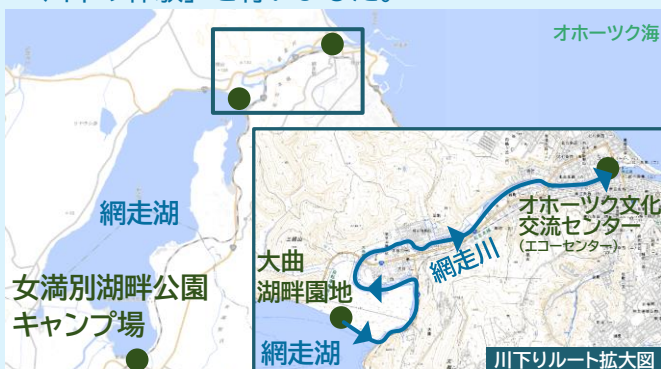 オホーツク海
網走湖
女満別湖畔公園
キャンプ場
大曲
湖畔園地
網走湖
網走川
オホーツク文化
交流センター
(エコーセンター)
川下りルート拡大図